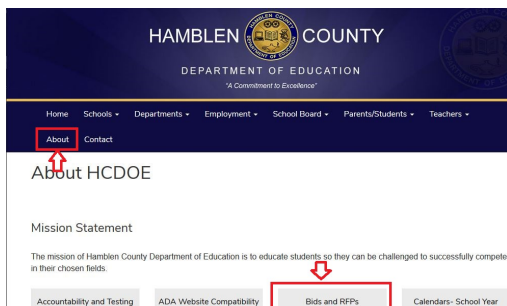 HAMBLEN COUNTY
DEPARTMENT OF EDUCATION
"A Commitment to Excellence"
Home Schools Departments Employment School Board Parents/Students Teachers
About Contact
About HCDOE
Mission Statement
The mission of Hamblen County Department of Education is to educate students so they can be challenged to successfully compete
in their chosen fields.
Accountability and Testing ADA Website Compatibility Bids and RFPs Calendars- School Year